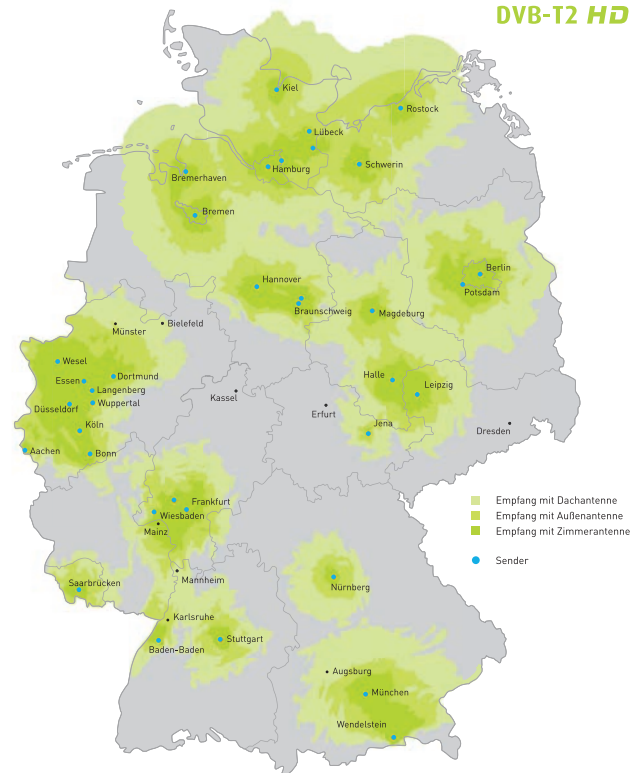 DVB-T2 HD
Kiel
Rostock
Lübeck
Hamburg
Schwerin
Bremerhaven
Bremen
Hannover
Berlin
Potsdam
Braunschweig
Magdeburg
Bielefeld
Münster
Wesel
Essen
Dortmund
Langenberg
Düsseldorf
Wuppertal
Kassel
Halle
Leipzig
Erfurt
Köln
Jena
Dresden
Aachen
Bonn
Frankfurt
Wiesbaden
Mainz
Empfang mit Dachantenne
Empfang mit Außenantenne
Empfang mit Zimmerantenne
Sender
Saarbrücken
Mannheim
Nürnberg
Karlsruhe
Stuttgart
Baden-Baden
Augsburg
München
Wendelstein